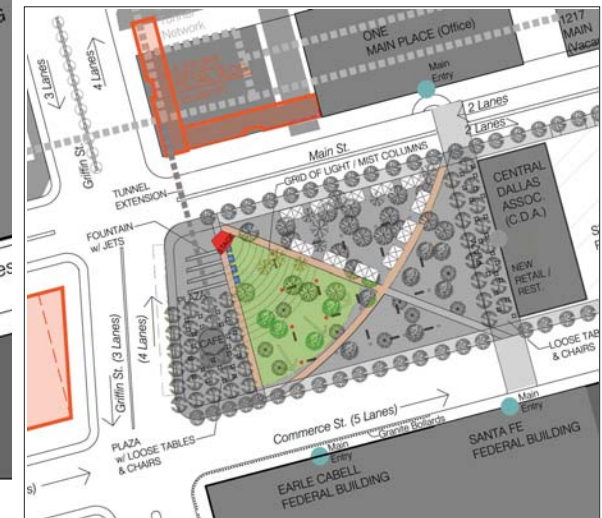 Tunnel
Network
ONE
MAIN PLACE (Office)
1217
MAIN
Main
Entry
3 Lanes
4 Lanes
2 Lanes
2 Lanes
Griffin St.
Main St.
TUNNEL
EXTENSION
GRID OF LIGHT / MIST COLUMNS
FOUNTAIN
w/ JETS
CENTRAL
DALLAS
ASSOC.
(C.D.A.)
NEW
RETAIL /
REST.
STAGE
PLAZA
CAFE
Griffin St. (3 Lanes)
(4 Lanes)
LOOSE TABLES
& CHAIRS
PLAZA
w/ LOOSE TABLES
& CHAIRS
Commerce St. (5 Lanes)
Granite Bollards
Main
Entry
SANTA FE
FEDERAL BUILDING
Main
Entry
EARLE CABELL
FEDERAL BUILDING